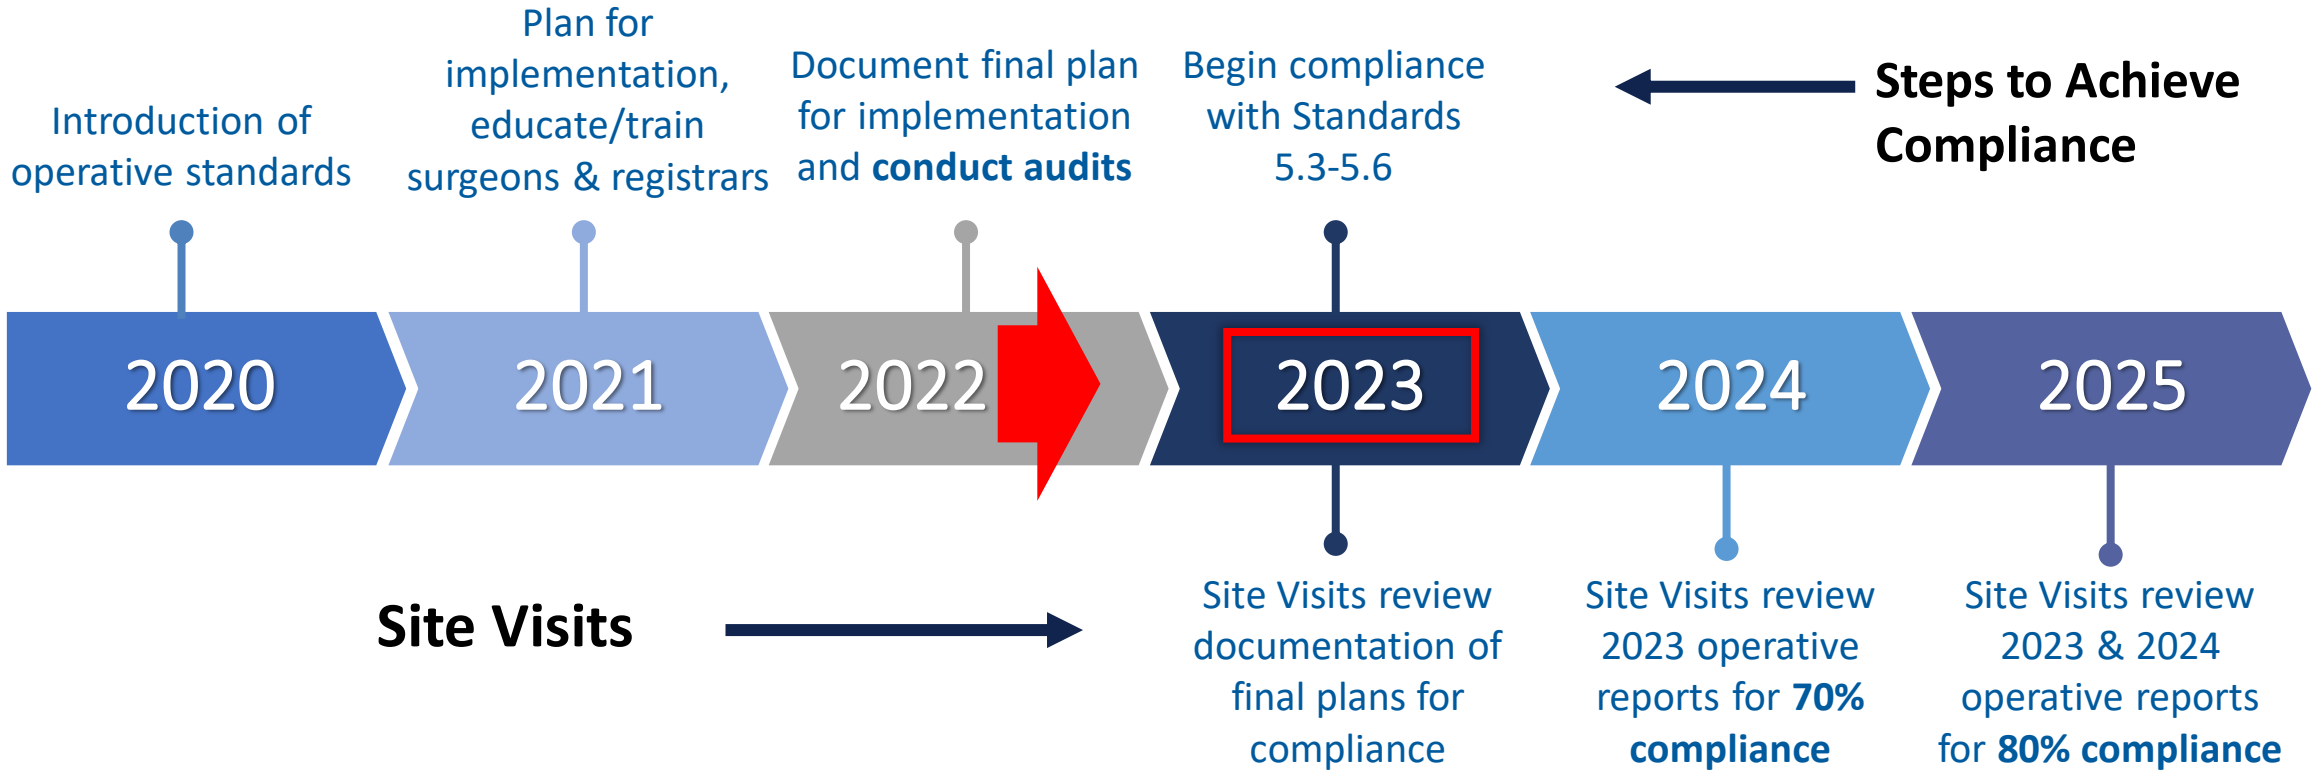 Introduction of
operative standards
Plan for
implementation,
educate/train
surgeons & registrars
Document final plan
for implementation
and conduct audits
Begin compliance
with Standards
5.3-5.6
Steps to Achieve
Compliance
2020
2021
2022
2023
2024
2025
Site Visits
Site Visits review
documentation of
final plans for
compliance
Site Visits review
2023 operative
reports for 70%
compliance
Site Visits review
2023 & 2024
operative reports
for 80% compliance